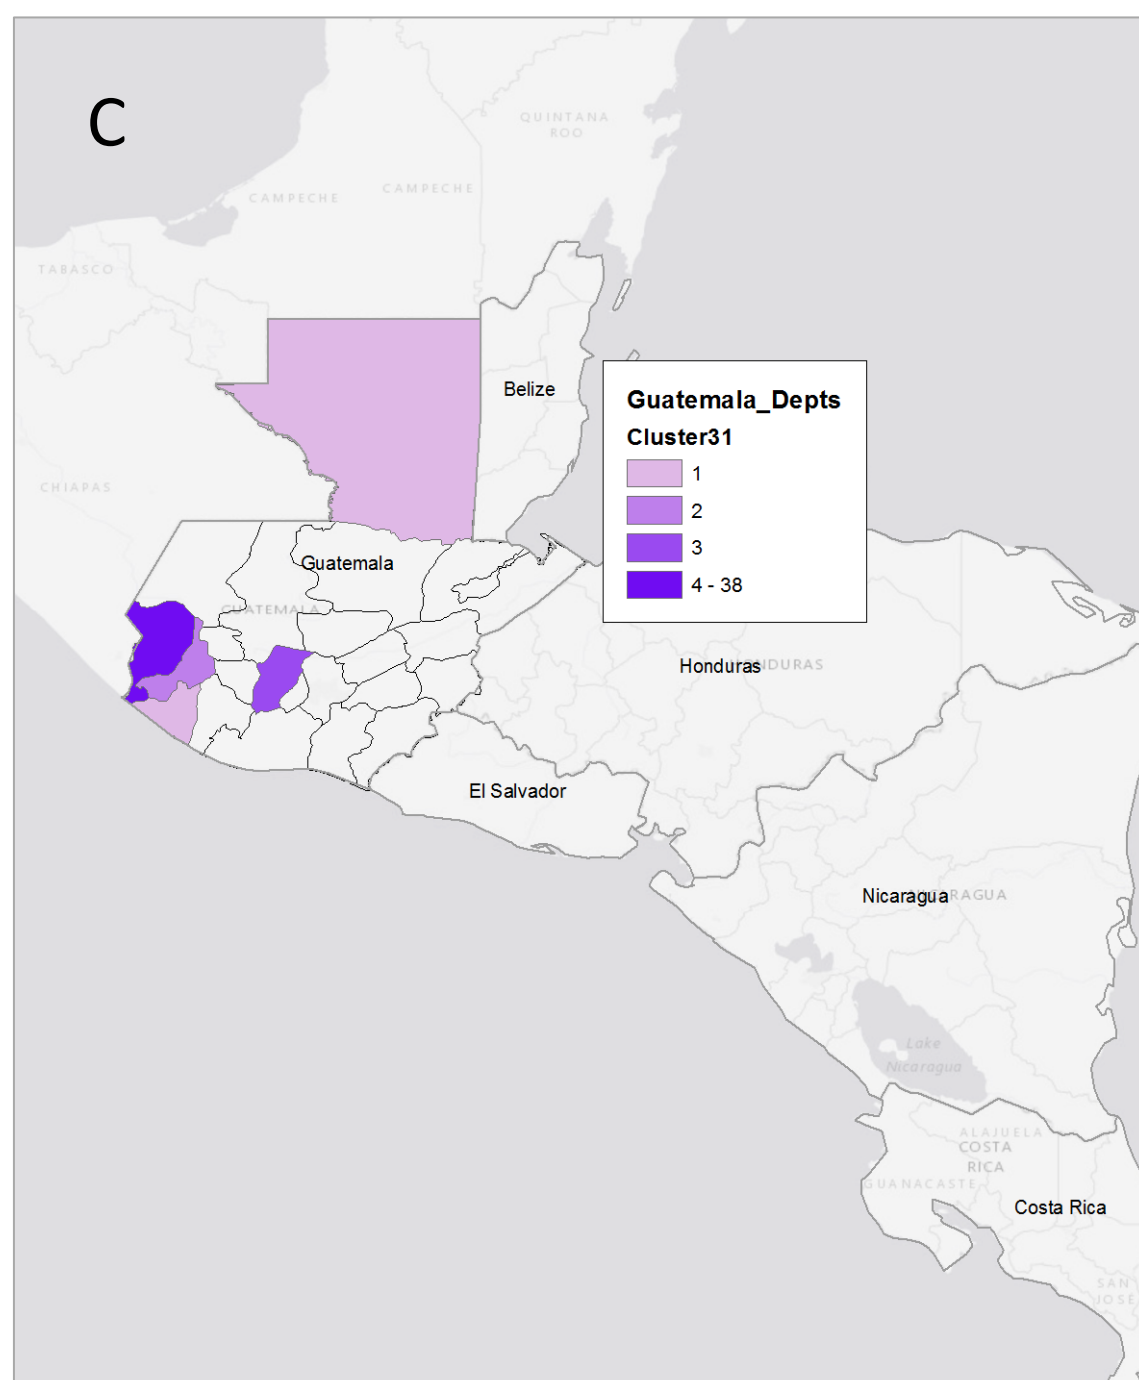 C
QUINTANA
ROO
CAMPECHE
CAMPECHE
TABASCO
Belize
Guatemala_Depts
Cluster31
1
2
3
4 - 38
CHIAPAS
Guatemala
GUATEMALA
Honduras
HONDURAS
El Salvador
Nicaragua
NICARAGUA
Lake
Nicaragua
ALAJUELA
COSTA
RICA
GUANACASTE
Costa Rica
SAN
JOSÉ